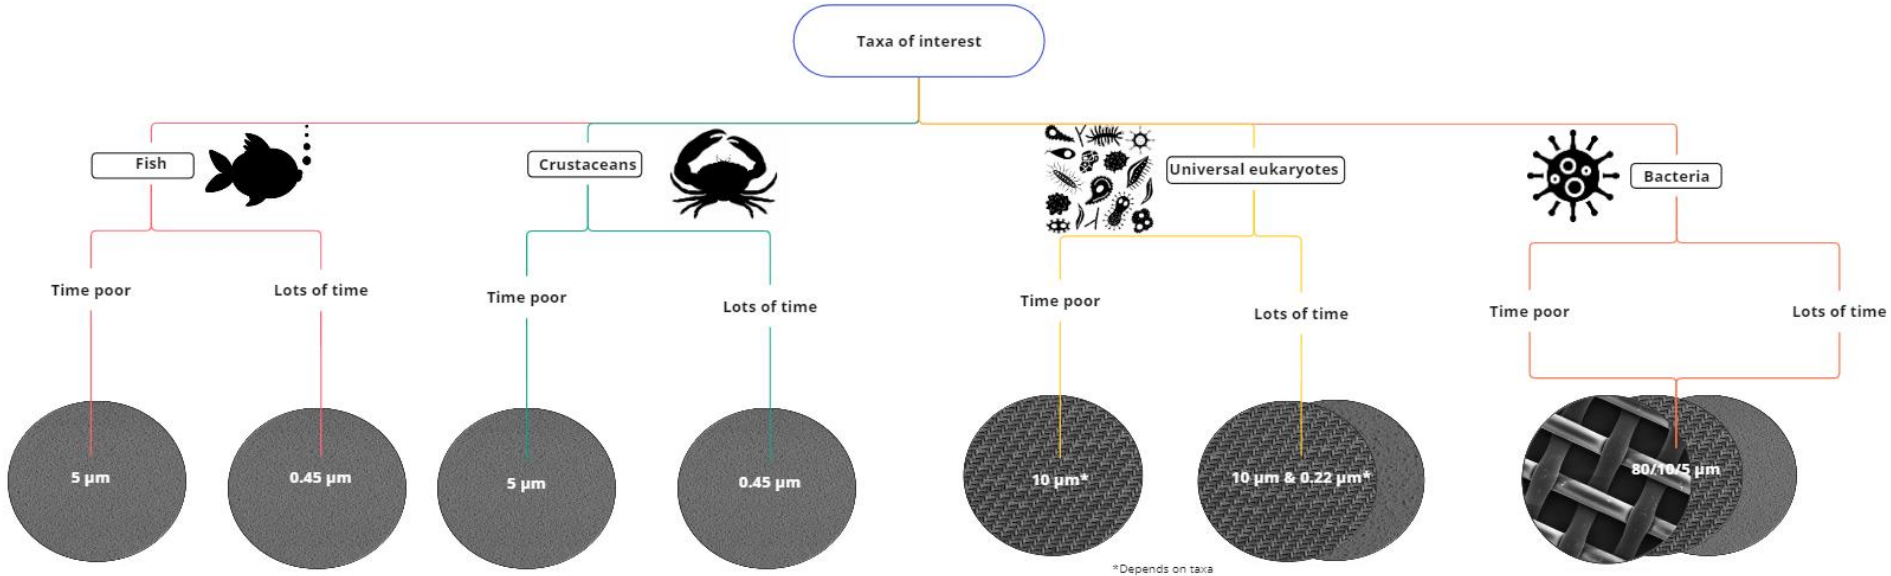 Taxa of interest
Fish
Crustaceans
Universal eukaryotes
Bacteria
Time poor
Lots of time
Time poor
Lots of time
Time poor
Lots of time
Time poor
Lots of time
5 µm
0.45 µm
5 µm
0.45 µm
10 µm*
10 µm & 0.22 µm*
80/10/5 µm
*Depends on taxa